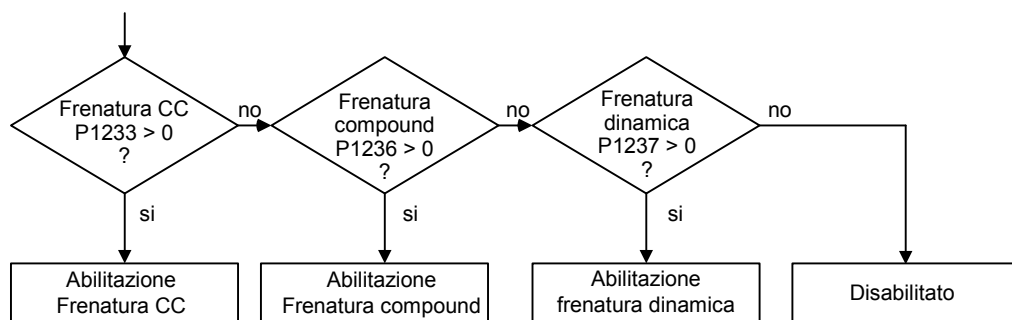 Frenatura CC
P1233 > 0
?
no
Frenatura
compound
P1236 > 0
?
no
Frenatura
dinamica
P1237 > 0
?
no
si
si
si
Abilitazione
Frenatura CC
Abilitazione
Frenatura compound
Abilitazione
frenatura dinamica
Disabilitato